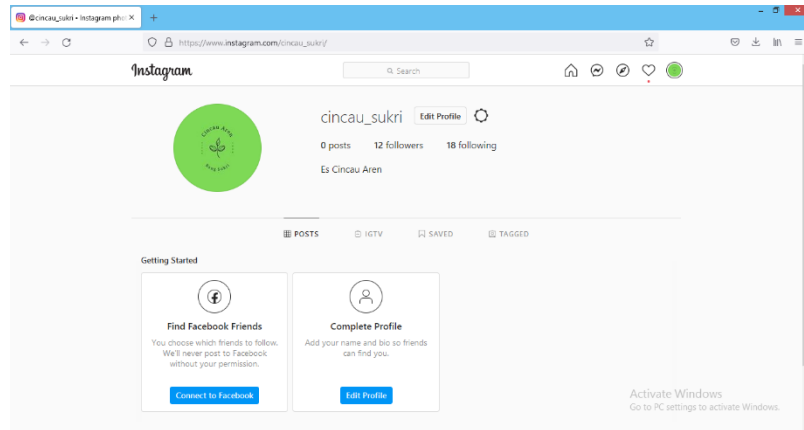 @cincau_sukri • Instagram phot
https://www.instagram.com/cincau_sukri/
Instagram
Search
cincau_sukri Edit Profile
0 posts 12 followers 18 following
Es Cincau Aren
Cincau Aren
POSTS IGTV SAVED TAGGED
Getting Started
Find Facebook Friends
You choose which friends to follow.
We'll never post to Facebook
without your permission.
Connect to Facebook
Complete Profile
Add your name and bio so friends
can find you.
Edit Profile
Activate Windows
Go to PC settings to activate Windows.